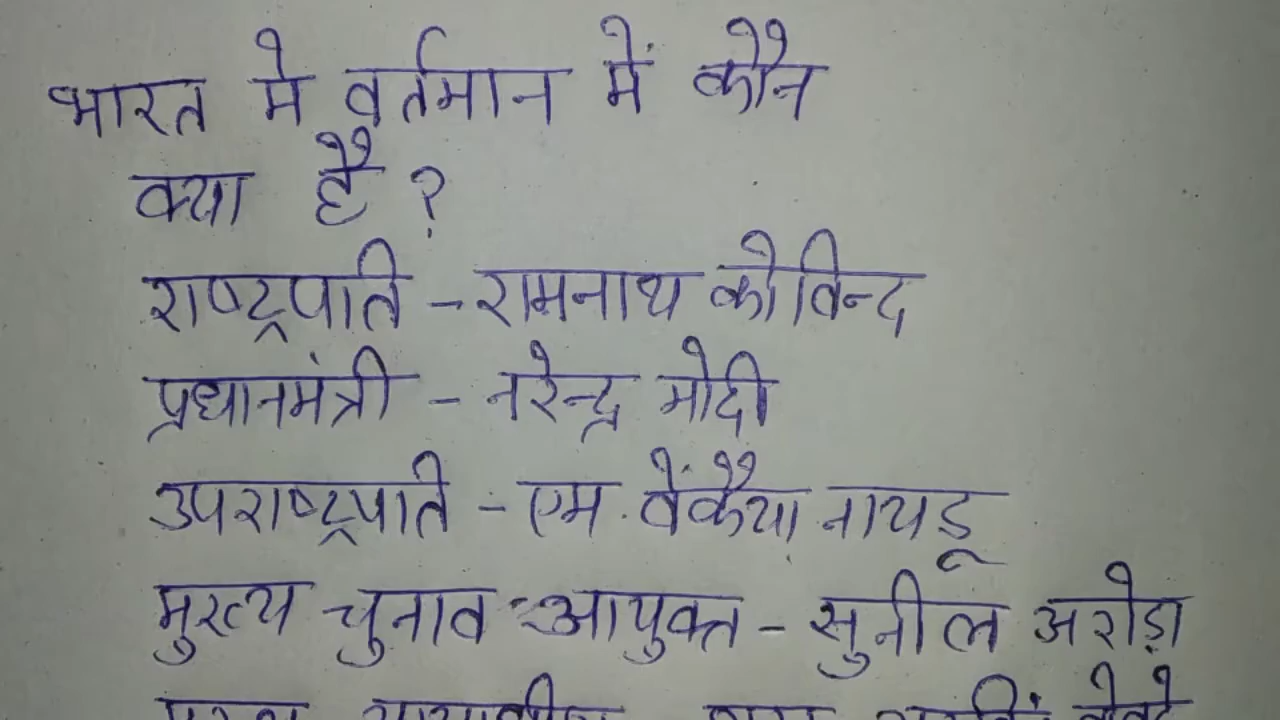 भारत मे वर्तमान में कौन
क्या है ?
राष्ट्रपति - रामनाथ कोविन्द
प्रधानमंत्री - नरेन्द्र मोदी
उपराष्ट्रपति - एम. वेंकैया नायडू
मुख्य चुनाव आयुक्त - सुनील अरोड़ा